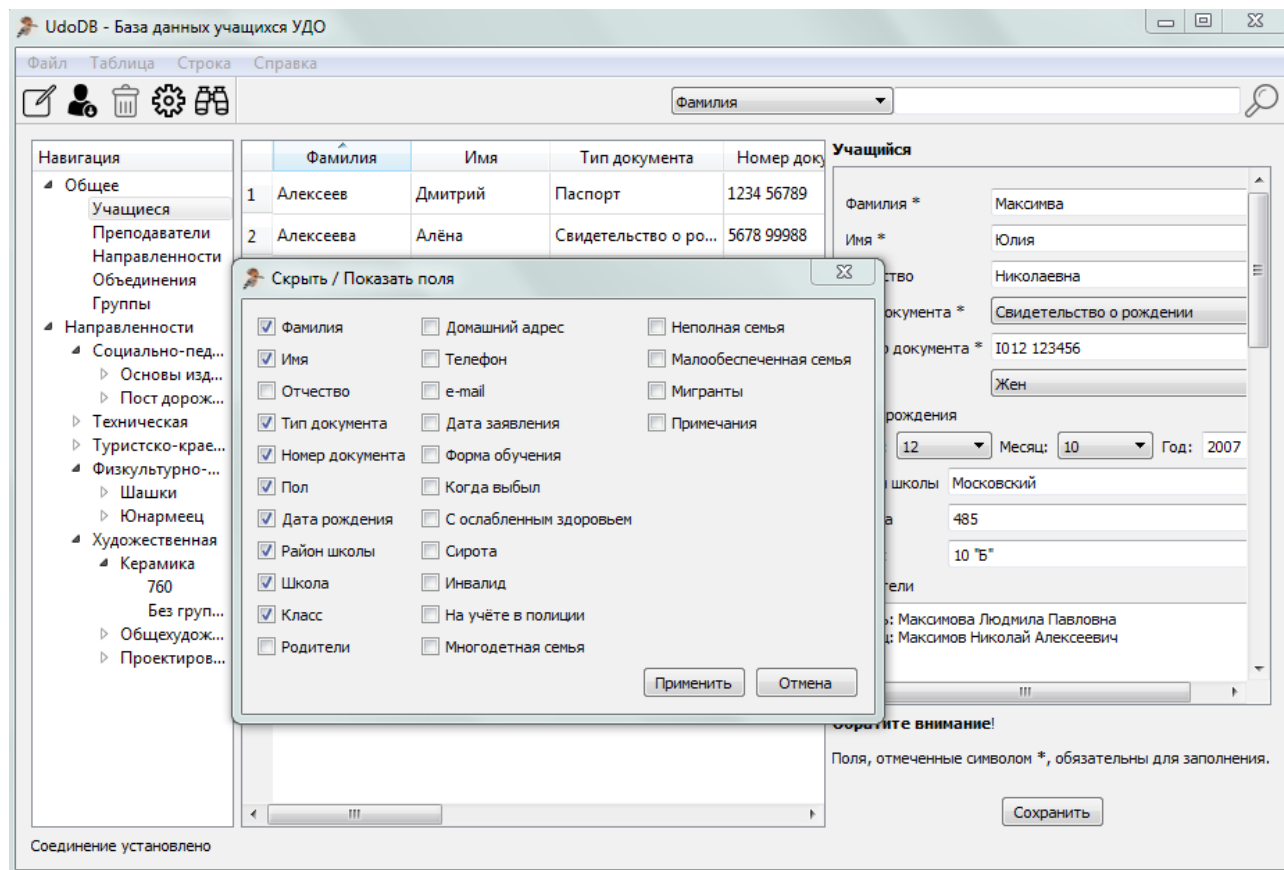 UdoDB - База данных учащихся УДО
Файл Таблица Строка Справка
Фамилия
Навигация
Общее
Учащиеся
Преподаватели
Направленности
Объединения
Группы
Направленности
Социально-пед...
Основы изд...
Пост дорож...
Техническая
Туристско-крае...
Физкультурно-...
Шашки
Юнармеец
Художественная
Керамика
760
Без груп...
Общехудож...
Проектиров...
Фамилия Имя Тип документа Номер доку
1 Алексеев Дмитрий Паспорт 1234 56789
2 Алексеева Алёна Свидетельство о ро... 5678 99988
Скрыть / Показать поля
Фамилия Домашний адрес Неполная семья
Имя Телефон Малообеспеченная семья
Отчество e-mail Мигранты
Тип документа Дата заявления Примечания
Номер документа Форма обучения
Пол Когда выбыл
Дата рождения С ослабленным здоровьем
Район школы Сирота
Школа Инвалид
Класс На учёте в полиции
Родители Многодетная семья
Применить Отмена
Учащийся
Фамилия * Максимва
Имя * Юлия
тво Николаевна
окумента * Свидетельство о рождении
документа * I012 123456
Жен
рождения
: 12 Месяц: 10 Год: 2007
школы Московский
а 485
10 "Б"
тели
: Максимова Людмила Павловна
: Максимов Николай Алексеевич
Обратите внимание!
Поля, отмеченные символом *, обязательны для заполнения.
Сохранить
Соединение установлено